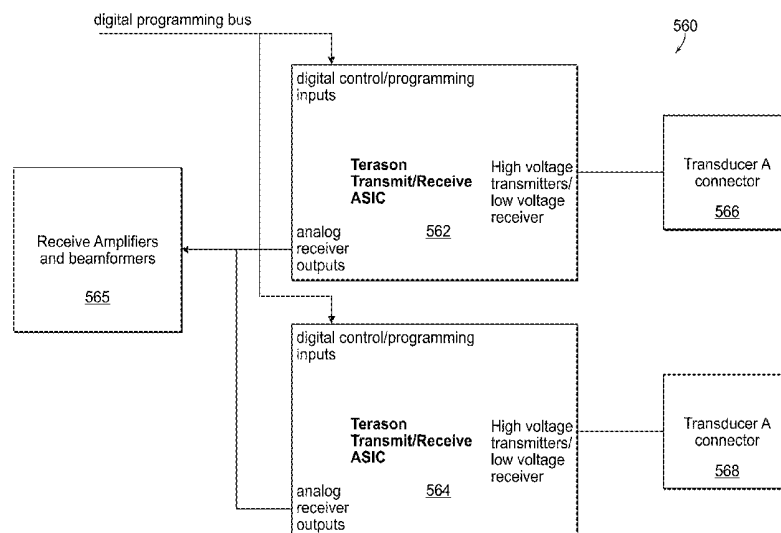 digital programming bus
560
digital control/programming
inputs
Terason
Transmit/Receive
ASIC
562
High voltage
transmitters/
low voltage
receiver
analog
receiver
outputs
Transducer A
connector
566
Receive Amplifiers
and beamformers
565
digital control/programming
inputs
Terason
Transmit/Receive
ASIC
564
High voltage
transmitters/
low voltage
receiver
analog
receiver
outputs
Transducer A
connector
568